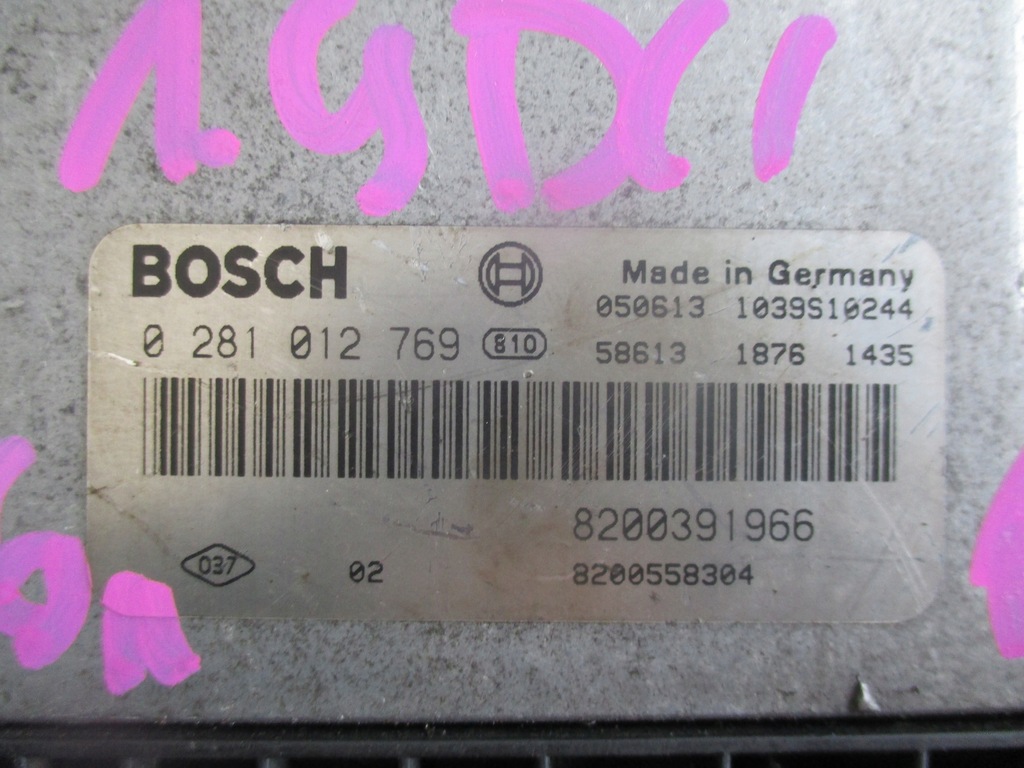 1.9DCI
BOSCH
Made in Germany
050613 1039S10244
0 281 012 769 810
58613 1876 1435
8200391966
037 02 8200558304